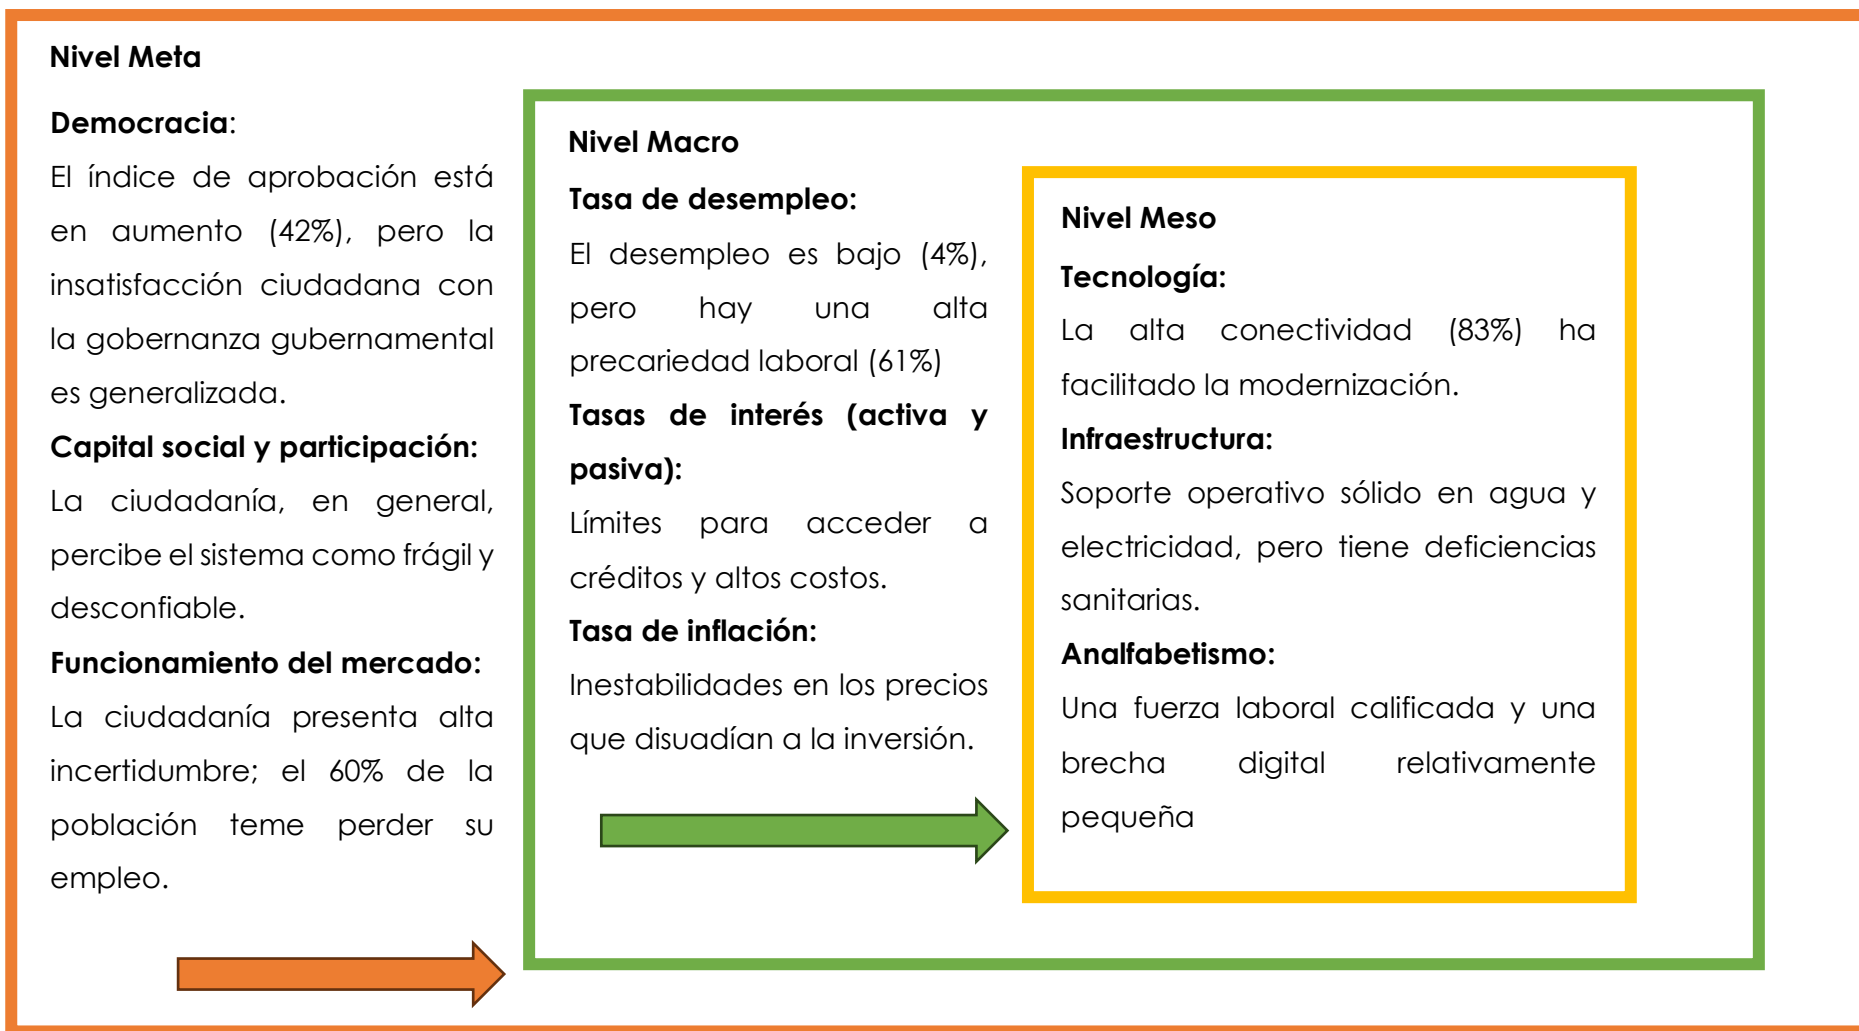 Nivel Meta
Democracia:
El índice de aprobación está
en aumento (42%), pero la
insatisfacción ciudadana con
la gobernanza gubernamental
es generalizada.
Capital social y participación:
La ciudadanía, en general,
percibe el sistema como frágil y
desconfiable.
Funcionamiento del mercado:
La ciudadanía presenta alta
incertidumbre; el 60% de la
población teme perder su
empleo.
Nivel Macro
Tasa de desempleo:
El desempleo es bajo (4%),
pero hay una alta
precariedad laboral (61%)
Tasas de interés (activa y
pasiva):
Límites para acceder a
créditos y altos costos.
Tasa de inflación:
Inestabilidades en los precios
que disuadían a la inversión.
Nivel Meso
Tecnología:
La alta conectividad (83%) ha
facilitado la modernización.
Infraestructura:
Soporte operativo sólido en agua y
electricidad, pero tiene deficiencias
sanitarias.
Analfabetismo:
Una fuerza laboral calificada y una
brecha digital relativamente
pequeña